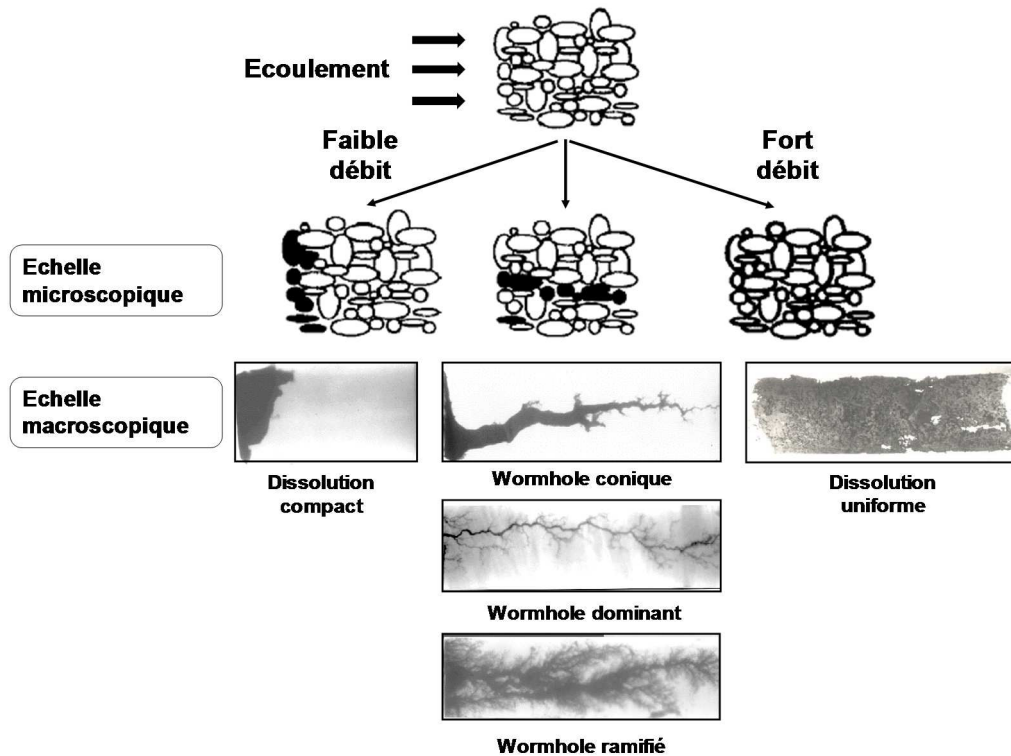 Ecoulement
Faible
débit
Fort
débit
Echelle
microscopique
Echelle
macroscopique
Dissolution
compact
Wormhole conique
Dissolution
uniforme
Wormhole dominant
Wormhole ramifié